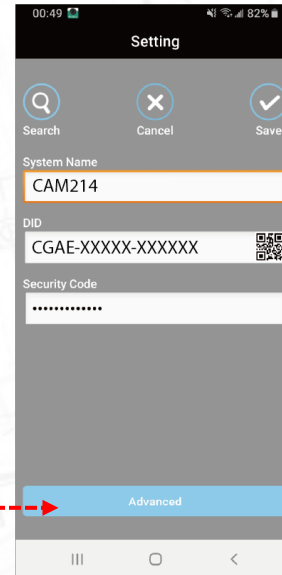 00:49 82%
Setting
Search Cancel Save
System Name
CAM214
DID
CGAE-XXXXX-XXXXXX
Security Code
•••••••••••••
Advanced